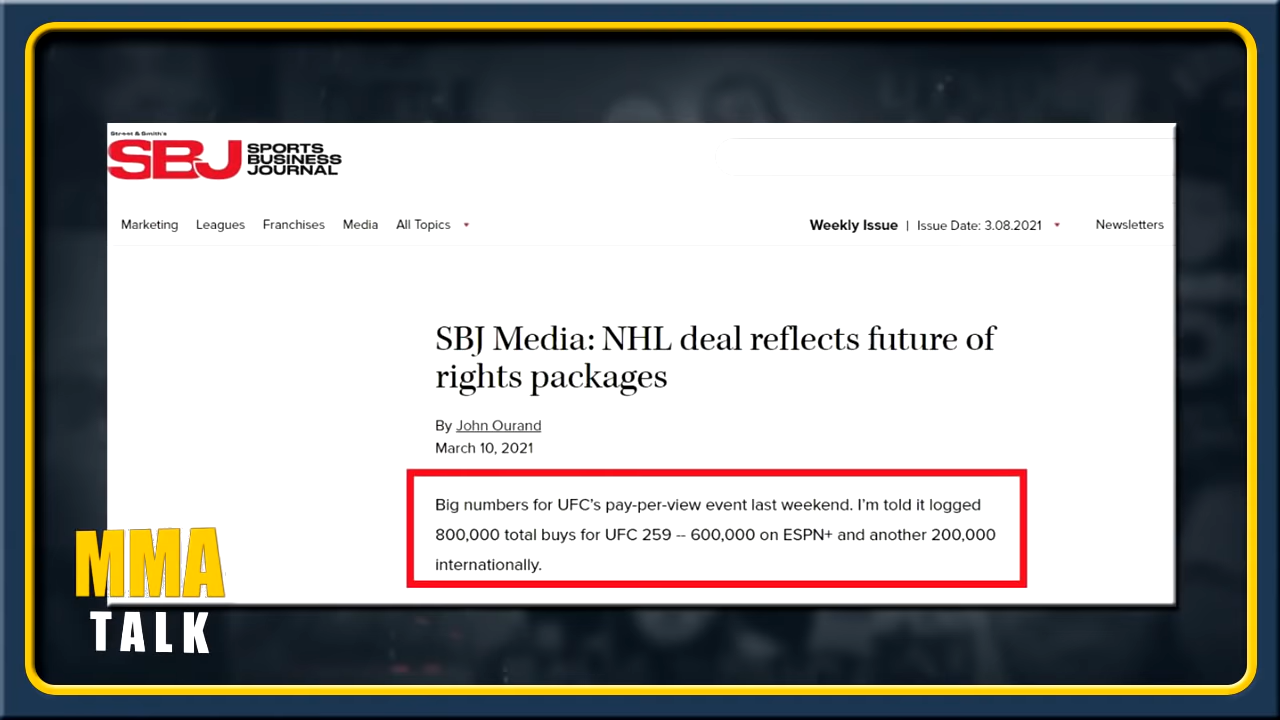 Street & Smith's
SBJ SPORTS
BUSINESS
JOURNAL
Marketing Leagues Franchises Media All Topics Weekly Issue | Issue Date: 3.08.2021 Newsletters
SBJ Media: NHL deal reflects future of
rights packages
By John Ourand
March 10, 2021
Big numbers for UFC's pay-per-view event last weekend. I'm told it logged
800,000 total buys for UFC 259 -- 600,000 on ESPN+ and another 200,000
internationally.
MMA
TALK